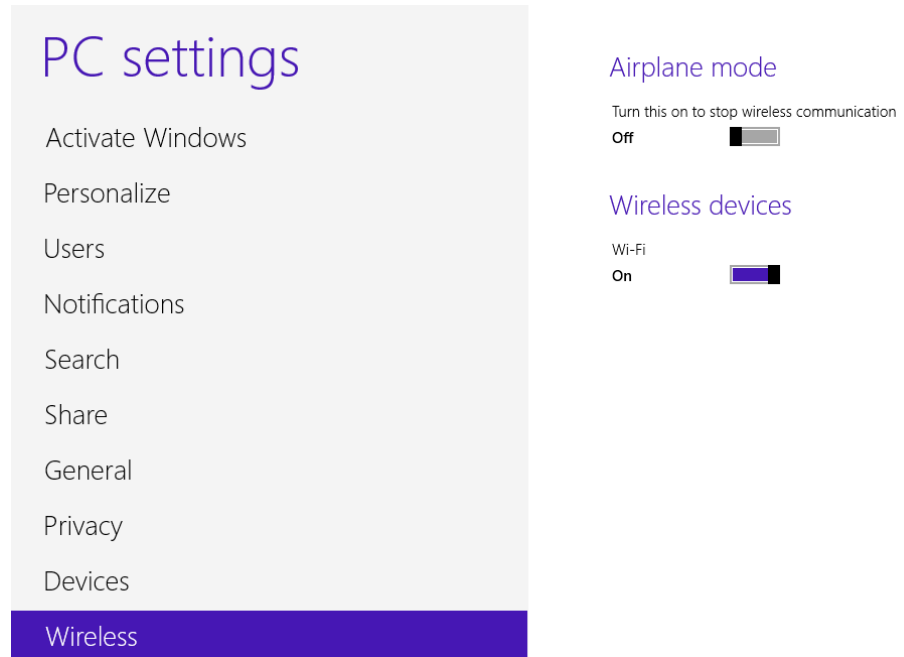 PC settings
Activate Windows
Personalize
Users
Notifications
Search
Share
General
Privacy
Devices
Wireless
Airplane mode
Turn this on to stop wireless communication
Off
Wireless devices
Wi-Fi
On